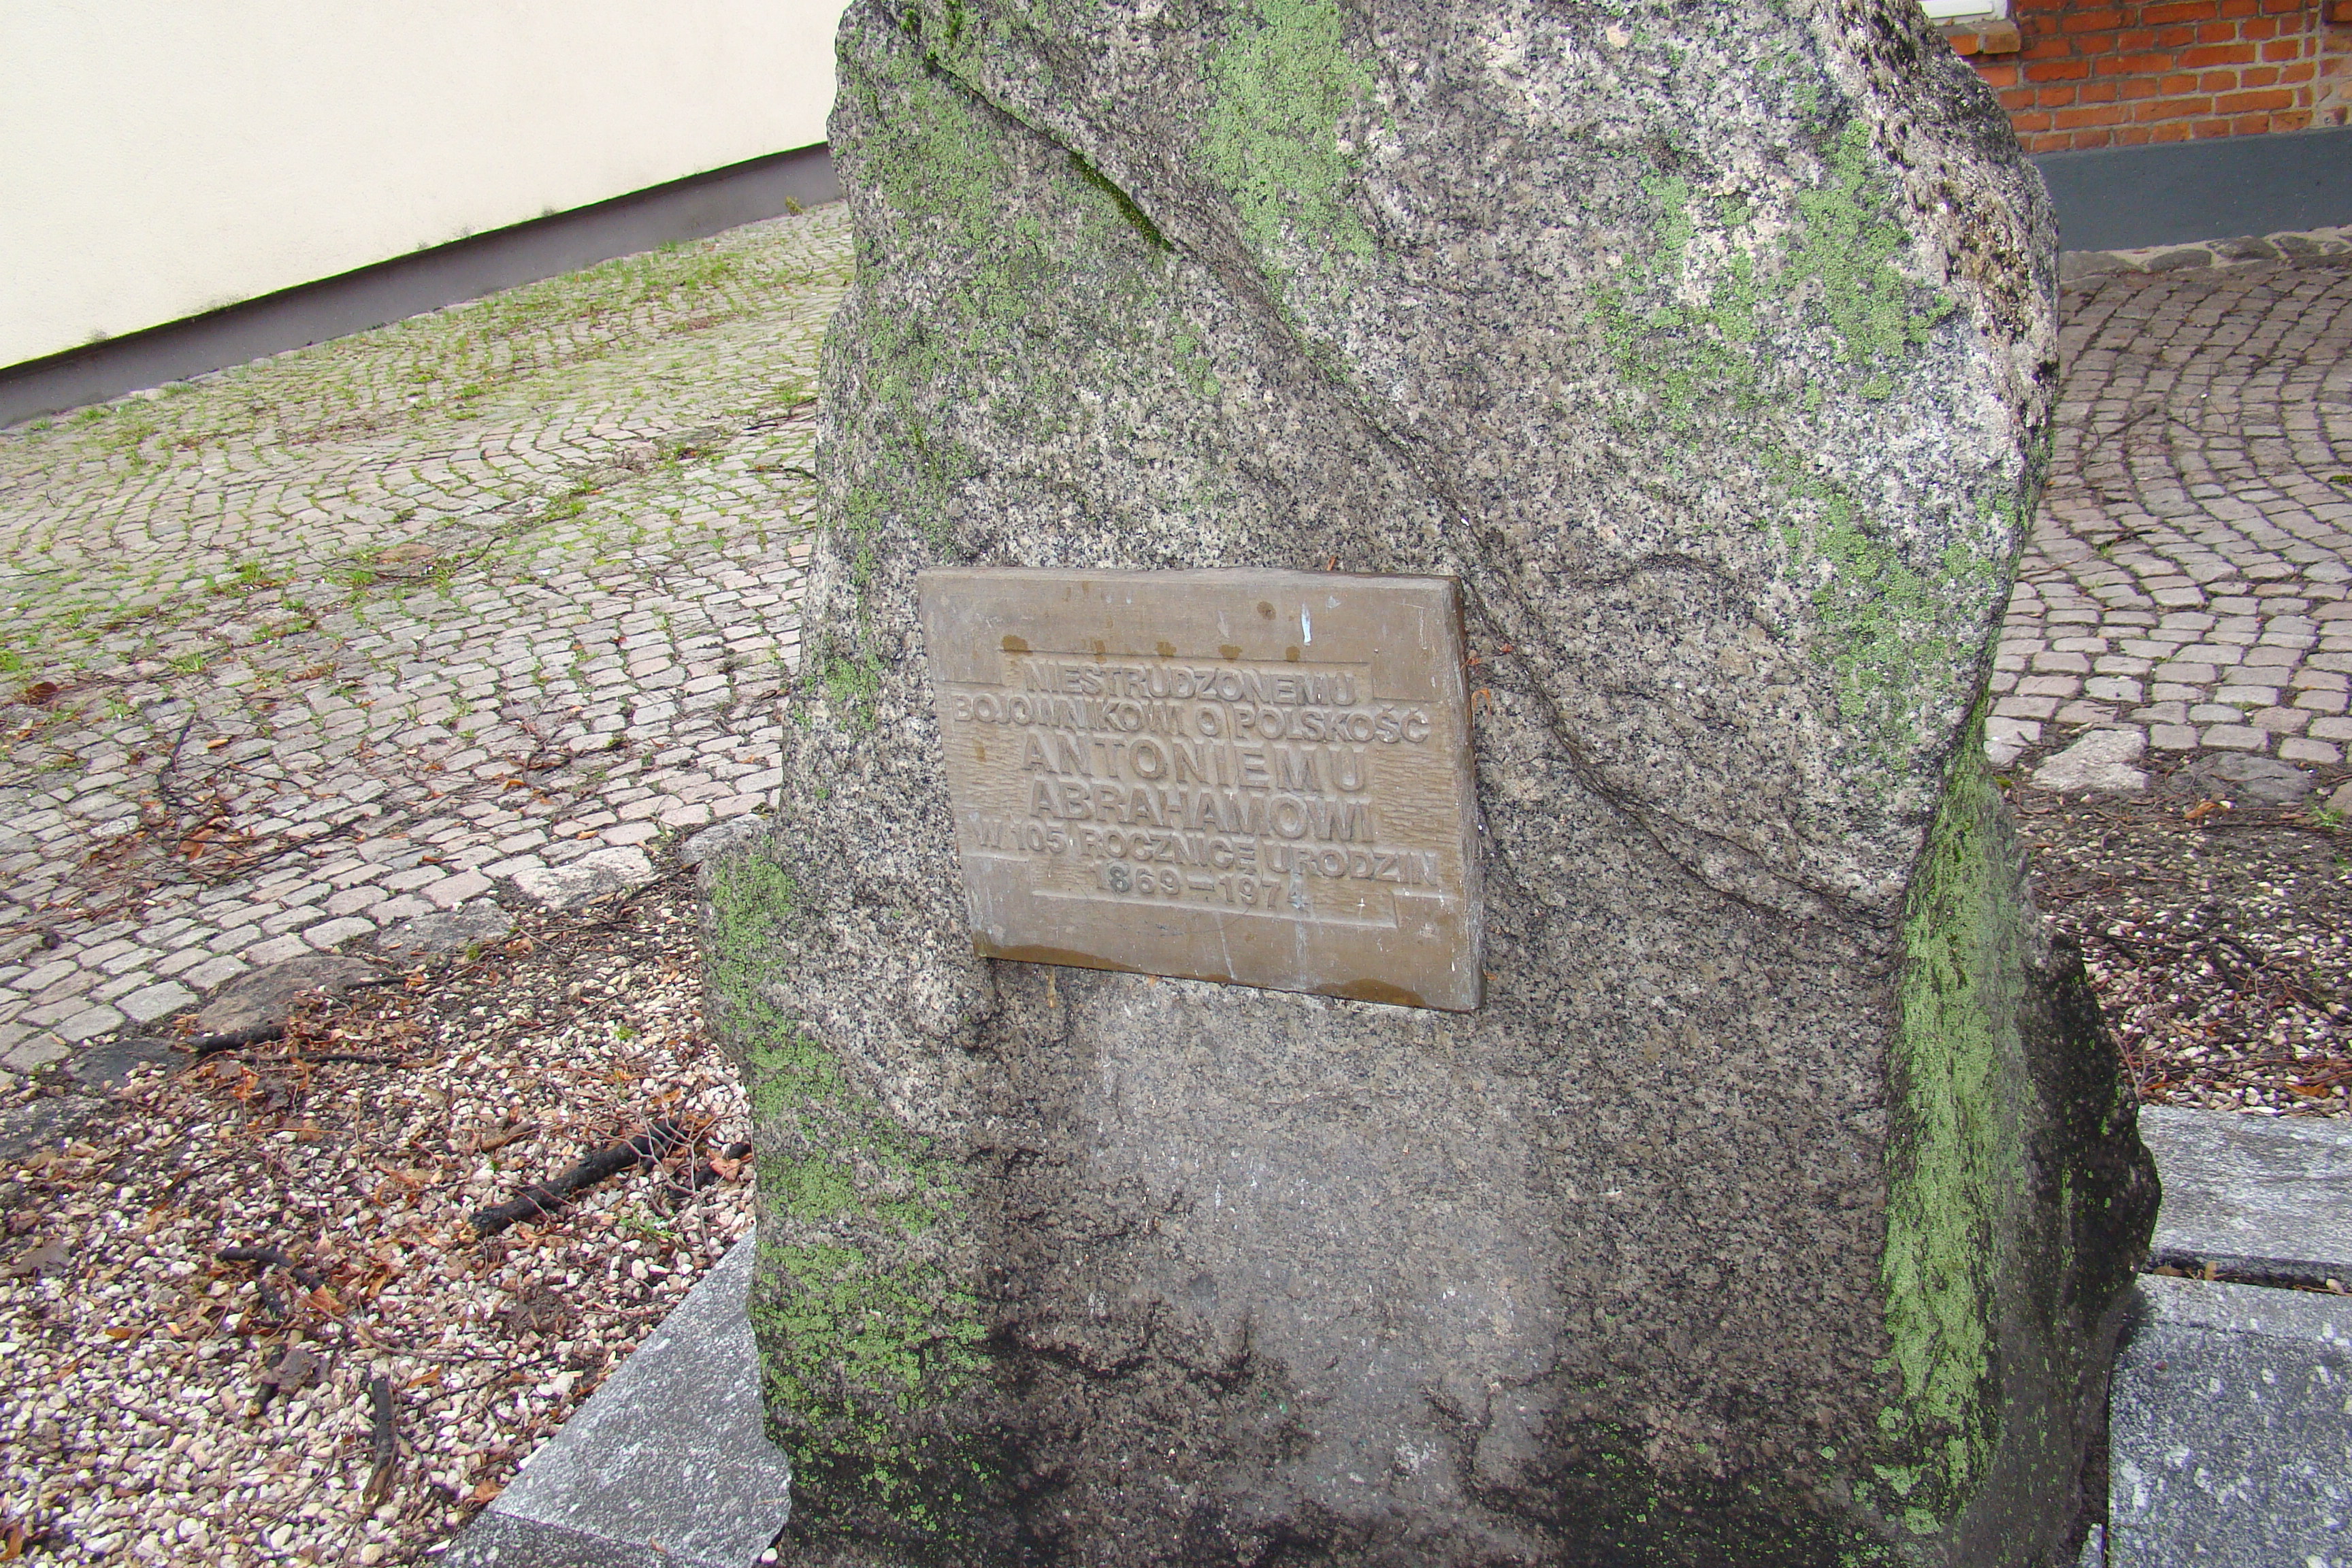 NIESTRUDZONEMU
BOJOWNIKOWI O POLSKOŚĆ
ANTONIEMU
ABRAHAMOWI
W 105 ROCZNICĘ URODZIN
1869-1974